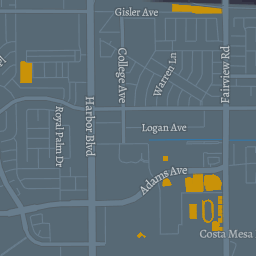 Gisler Ave
College Ave
Warren Ln
Fairview Rd
pl
Royal Palm Dr
Harbor Blvd
Logan Ave
Adams Ave
Costa Mesa